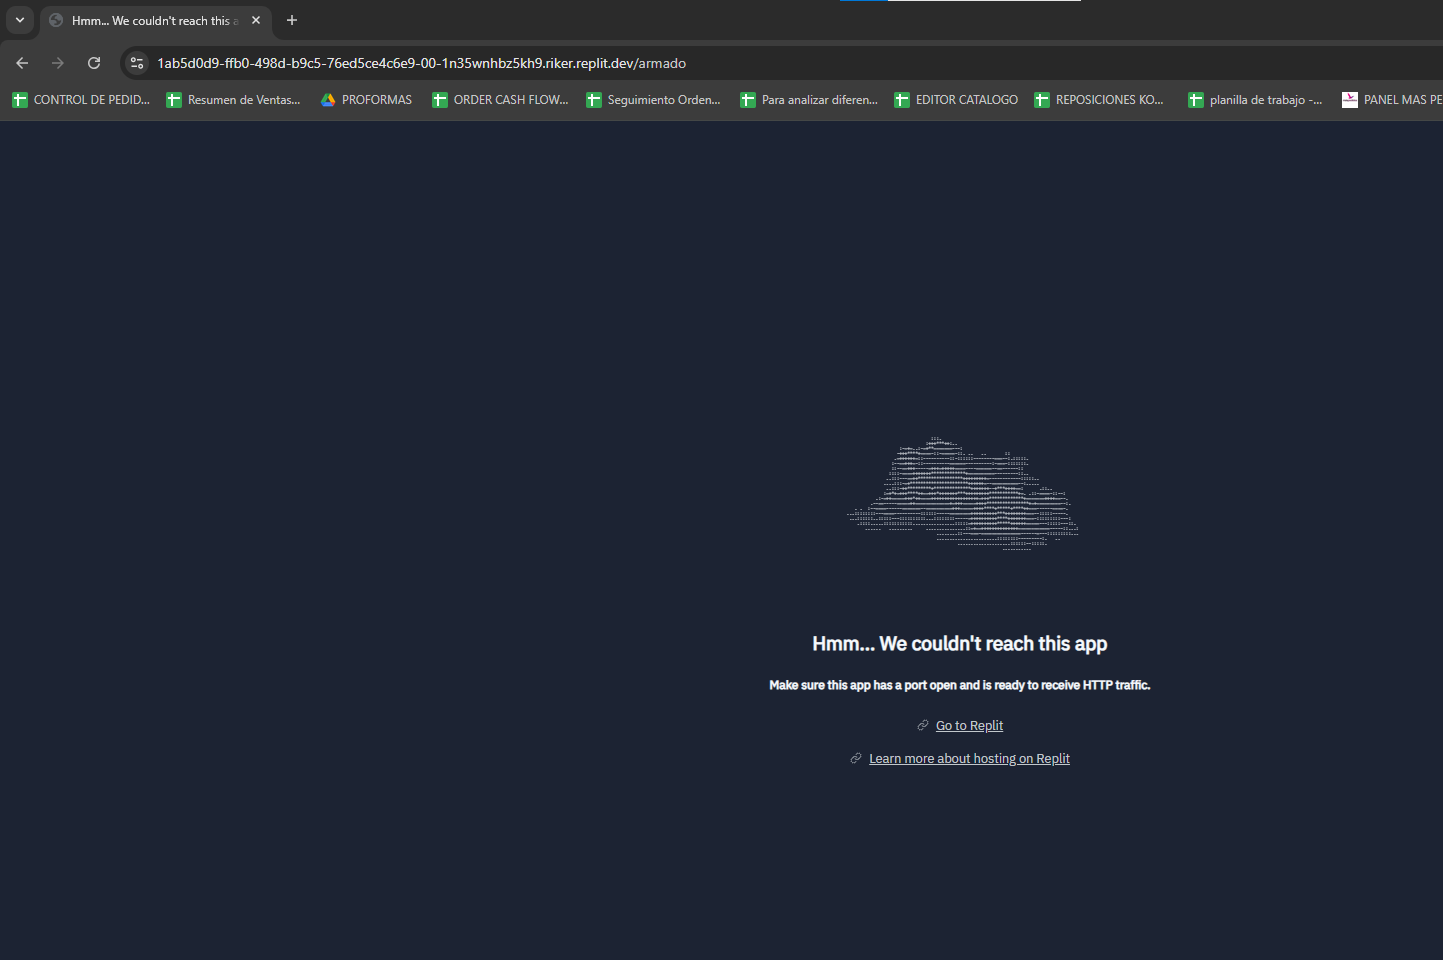 Hmm... We couldn't reach this a
1ab5d0d9-ffb0-498d-b9c5-76ed5ce4c6e9-00-1n35wnhbz5kh9.riker.replit.dev/armado
CONTROL DE PEDID... Resumen de Ventas... PROFORMAS ORDER CASH FLOW... Seguimiento Orden... Para analizar diferen... EDITOR CATALOGO REPOSICIONES KO... planilla de trabajo -... PANEL MAS PE
Hmm... We couldn't reach this app
Make sure this app has a port open and is ready to receive HTTP traffic.
Go to Replit
Learn more about hosting on Replit